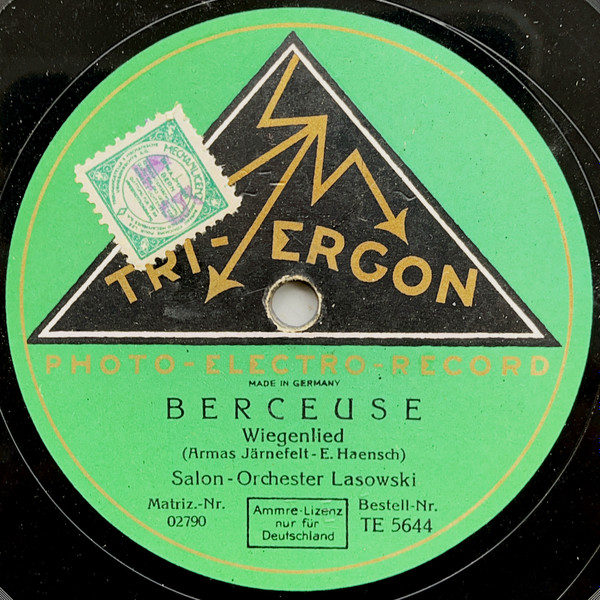 MECHANLIZENZ
TRI-ERGON
PHOTO-ELECTRO-RECORD
MADE IN GERMANY
BERCEUSE
Wiegenlied
(Armas Järnefelt-E. Haensch)
Salon-Orchester Lasowski
Matriz.-Nr.
02790
Ammre-Lizenz
nur für
Deutschland
Bestell-Nr.
TE 5644